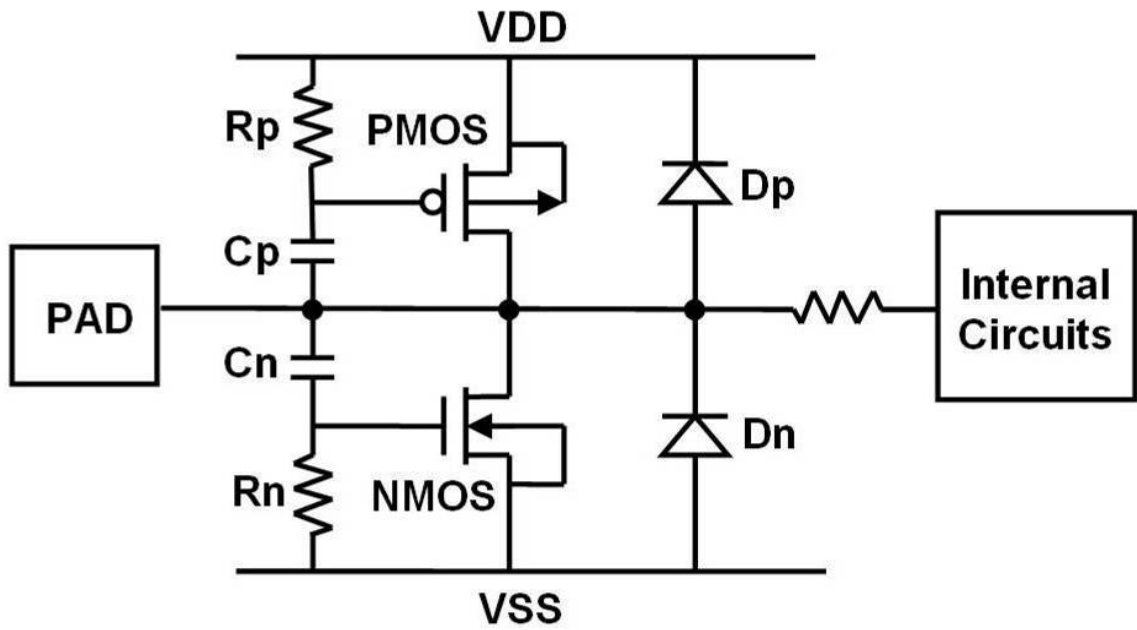 VDD
Rp
PMOS
Dp
Cp
PAD
Internal
Circuits
Cn
Dn
Rn
NMOS
VSS